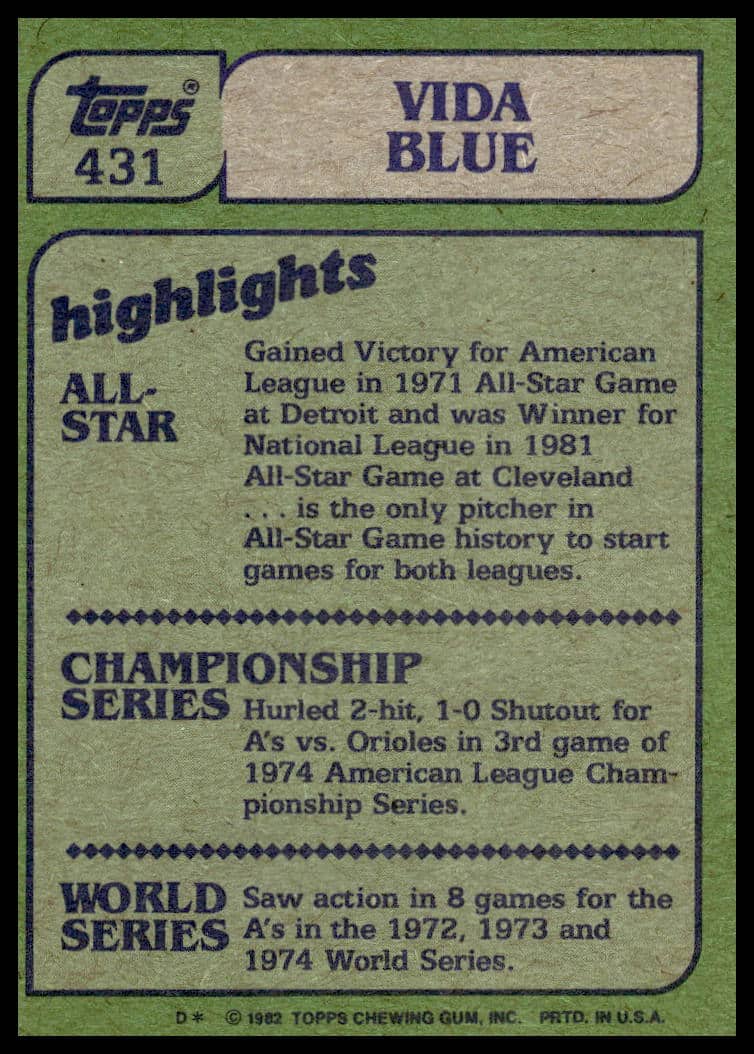 Topps®
431
VIDA
BLUE
highlights
ALL-
STAR
Gained Victory for American
League in 1971 All-Star Game
at Detroit and was Winner for
National League in 1981
All-Star Game at Cleveland
. . . is the only pitcher in
All-Star Game history to start
games for both leagues.
CHAMPIONSHIP
SERIES
Hurled 2-hit, 1-0 Shutout for
A's vs. Orioles in 3rd game of
1974 American League Cham-
pionship Series.
WORLD
SERIES
Saw action in 8 games for the
A's in the 1972, 1973 and
1974 World Series.
D* © 1982 TOPPS CHEWING GUM, INC. PRTD. IN U.S.A.